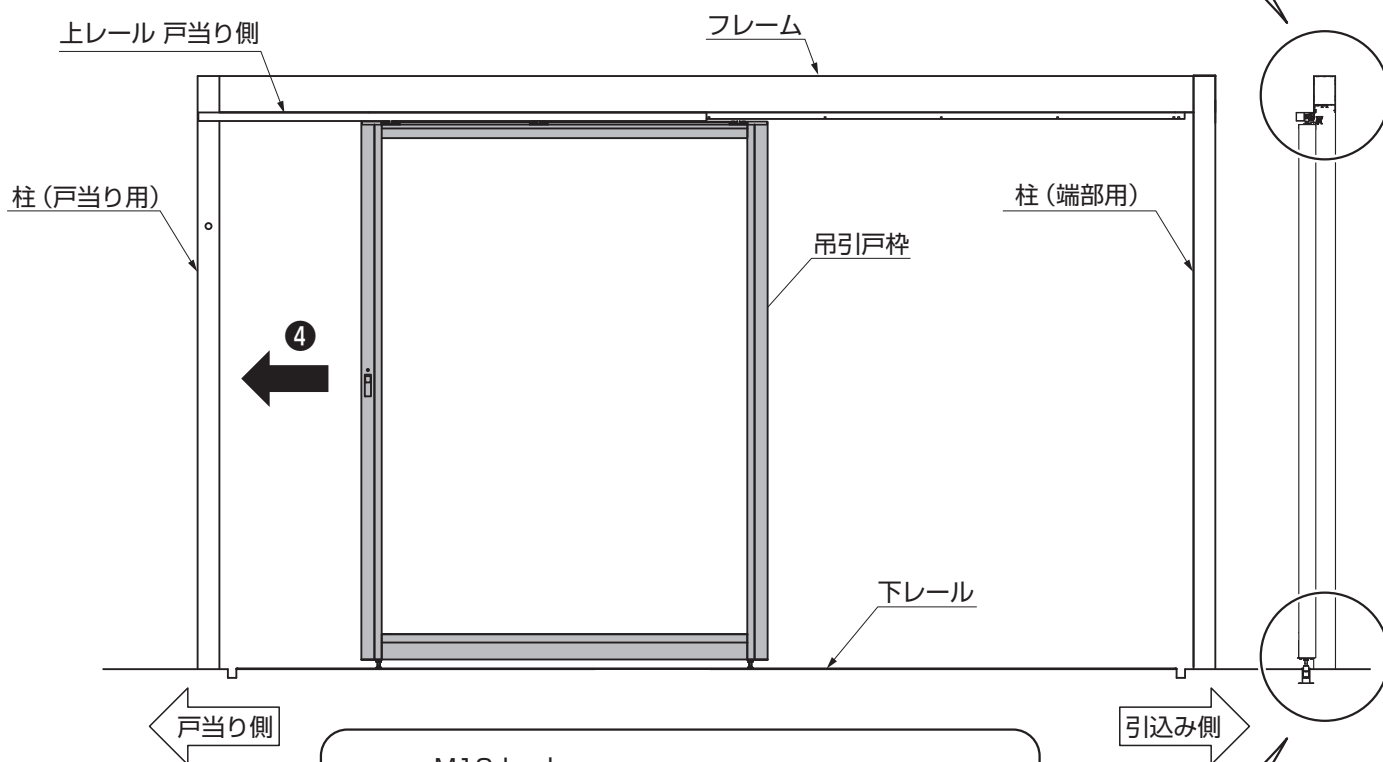 上レール 戸当り側
フレーム
柱（戸当り用）
柱（端部用）
吊引戸枠
❹
下レール
戸当り側
引込み側